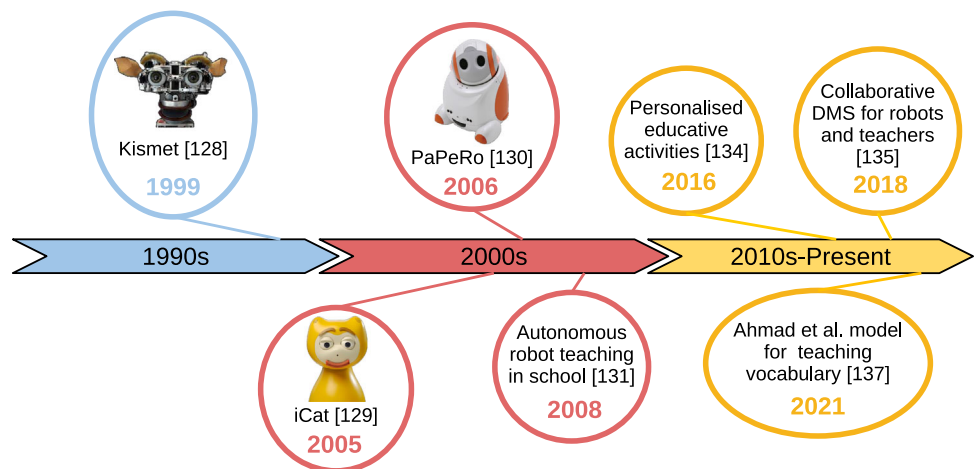 Kismet [128]
1999
PaPeRo [130]
2006
Personalised
educative
activities [134]
2016
Collaborative
DMS for robots
and teachers
[135]
2018
1990s
2000s
2010s-Present
iCat [129]
2005
Autonomous
robot teaching
in school [131]
2008
Ahmad et al. model
for teaching
vocabulary [137]
2021